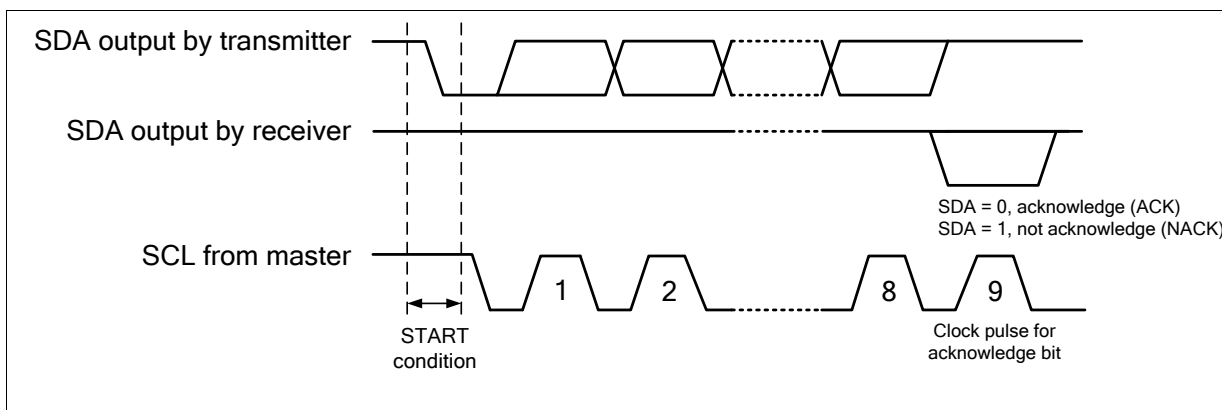 SDA output by transmitter
SDA output by receiver
SDA = 0, acknowledge (ACK)
SDA = 1, not acknowledge (NACK)
SCL from master
1
2
8
9
START
condition
Clock pulse for
acknowledge bit